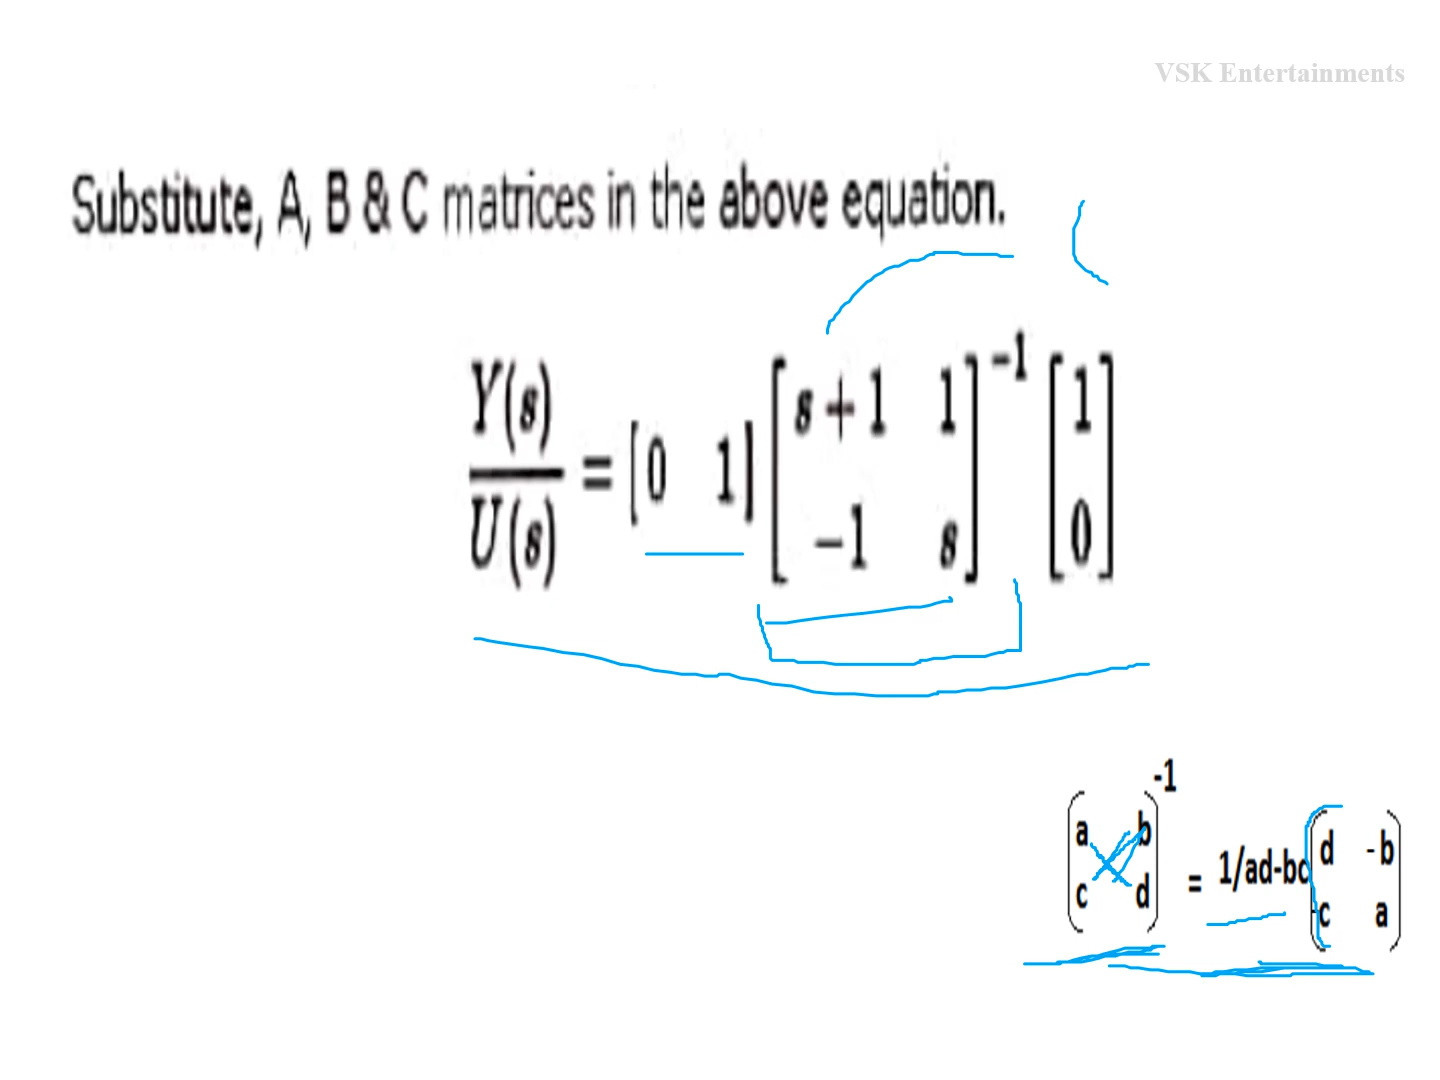 VSK Entertainments
Substitute, A, B & C matrices in the above equation.
Y(s)/U(s) = [0 1] [s+1 1; -1 s]^-1 [1; 0]
(a b; c d)^-1 = 1/ad-bc (d -b; -c a)